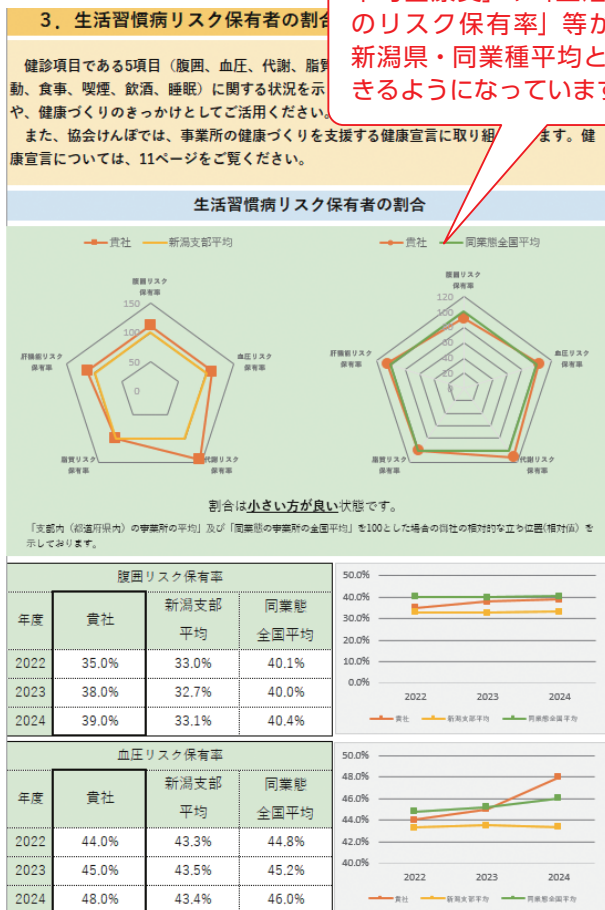 3．生活習慣病リスク保有者の割合
のリスク保有率」等が
新潟県・同業種平均と
きるようになっています
健診項目である5項目（腹囲、血圧、代謝、脂質
動、食事、喫煙、飲酒、睡眠）に関する状況を示
や、健康づくりのきっかけとしてご活用ください。
また、協会けんぽでは、事業所の健康づくりを支援する健康宣言に取り組 ます。健
康宣言については、11ページをご覧ください。
生活習慣病リスク保有者の割合
貴社 新潟支部平均
腹囲リスク
保有率
150
100
50
0
肝機能リスク
保有率
血圧リスク
保有率
脂質リスク
保有率
代謝リスク
保有率
貴社 同業態全国平均
腹囲リスク
保有率
120
100
80
60
40
20
0
肝機能リスク
保有率
血圧リスク
保有率
脂質リスク
保有率
代謝リスク
保有率
割合は小さい方が良い状態です。
「支部内（都道府県内）の事業所の平均」及び「同業態の事業所の全国平均」を100とした場合の御社の相対的な立ち位置(相対値）を
示しております。
腹囲リスク保有率
年度 貴社 新潟支部平均 同業態全国平均
2022 35.0% 33.0% 40.1%
2023 38.0% 32.7% 40.0%
2024 39.0% 33.1% 40.4%
50.0%
40.0%
30.0%
20.0%
10.0%
0.0%
2022 2023 2024
貴社 新潟支部平均 同業態全国平均
血圧リスク保有率
年度 貴社 新潟支部平均 同業態全国平均
2022 44.0% 43.3% 44.8%
2023 45.0% 43.5% 45.2%
2024 48.0% 43.4% 46.0%
50.0%
48.0%
46.0%
44.0%
42.0%
40.0%
2022 2023 2024
貴社 新潟支部平均 同業態全国平均